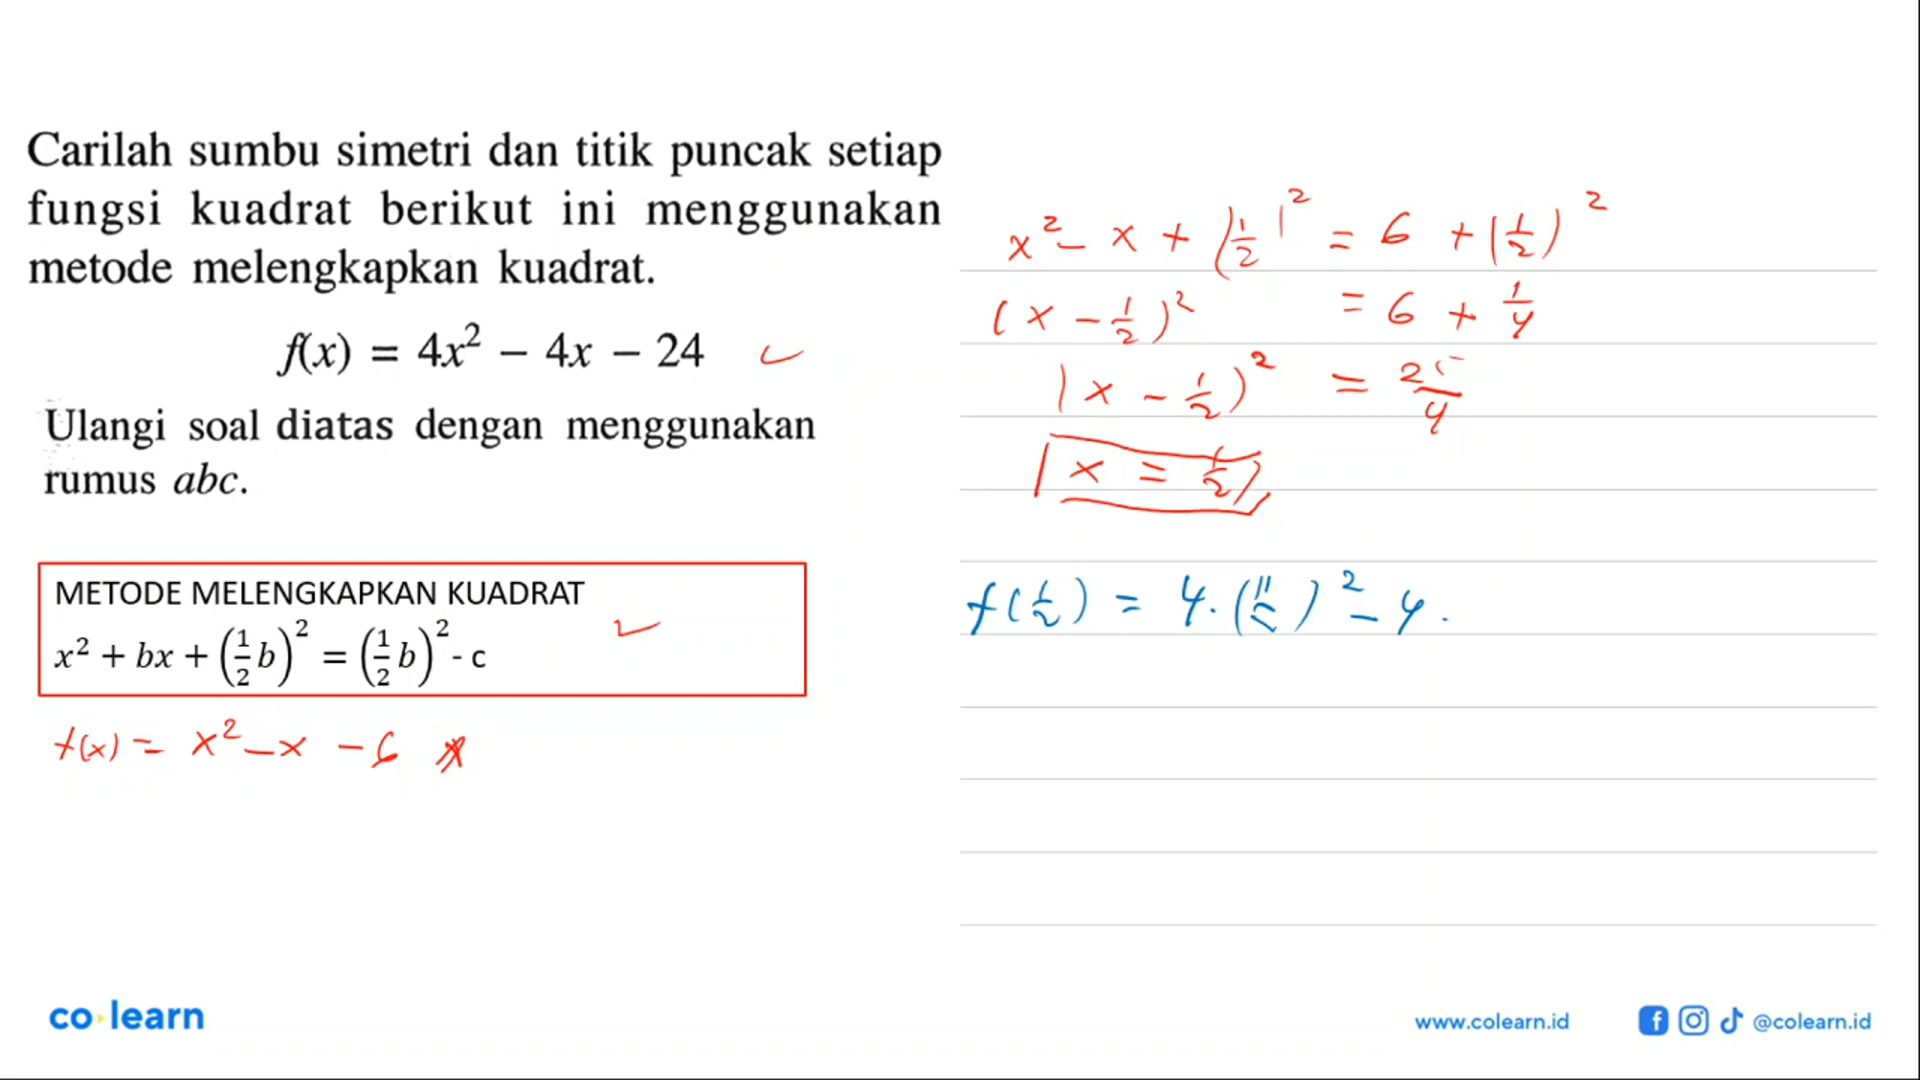 Carilah sumbu simetri dan titik puncak setiap
fungsi kuadrat berikut ini menggunakan
metode melengkapkan kuadrat.
f(x) = 4x² − 4x − 24
Ulangi soal diatas dengan menggunakan
rumus abc.
METODE MELENGKAPKAN KUADRAT
x² + bx + (1/2 b)² = (1/2 b)² - c
f(x) = x² − x − 6
x² − x + (1/2)² = 6 + (1/2)²
(x − 1/2)² = 6 + 1/4
(x − 1/2)² = 25/4
x = 1/2
f(1/2) = 4 · (1/2)² − 4 .
co learn
www.colearn.id
@colearn.id